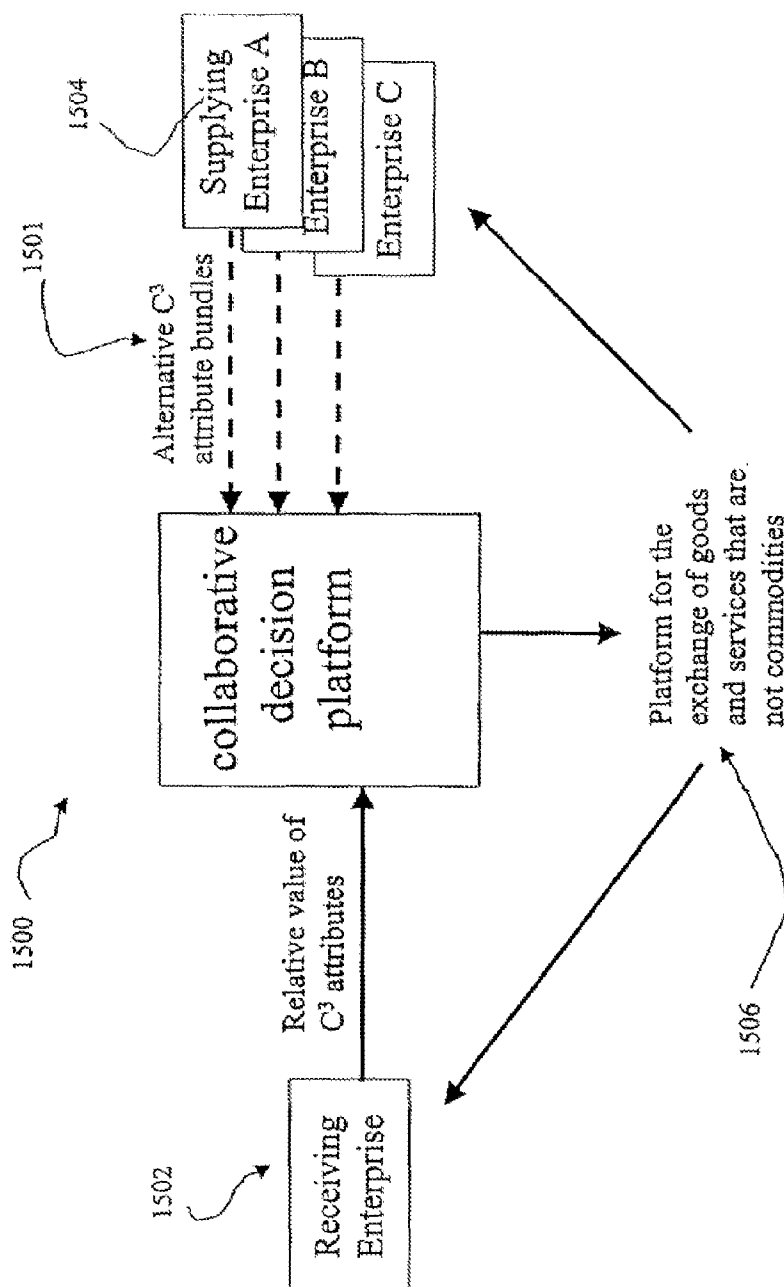 1500
1502
Receiving
Enterprise
Relative value of
C³ attributes
collaborative
decision
platform
1501
Alternative C³
attribute bundles
1504
Supplying
Enterprise A
Enterprise B
Enterprise C
Platform for the
exchange of goods
and services that are
not commodities
1506